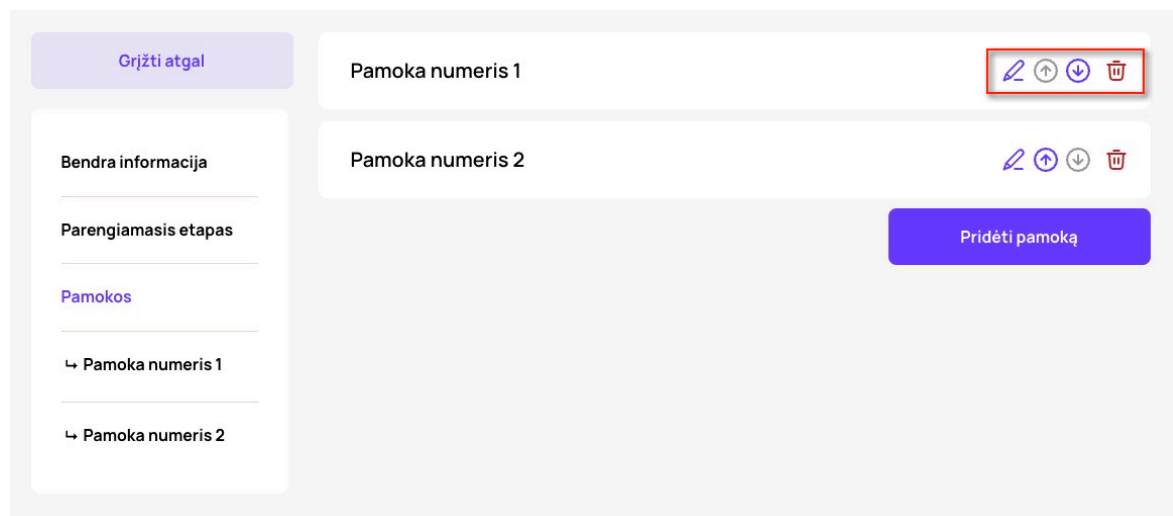 Grįžti atgal
Bendra informacija
Parengiamasis etapas
Pamokos
↳ Pamoka numeris 1
↳ Pamoka numeris 2
Pamoka numeris 1
Pamoka numeris 2
Pridėti pamoką